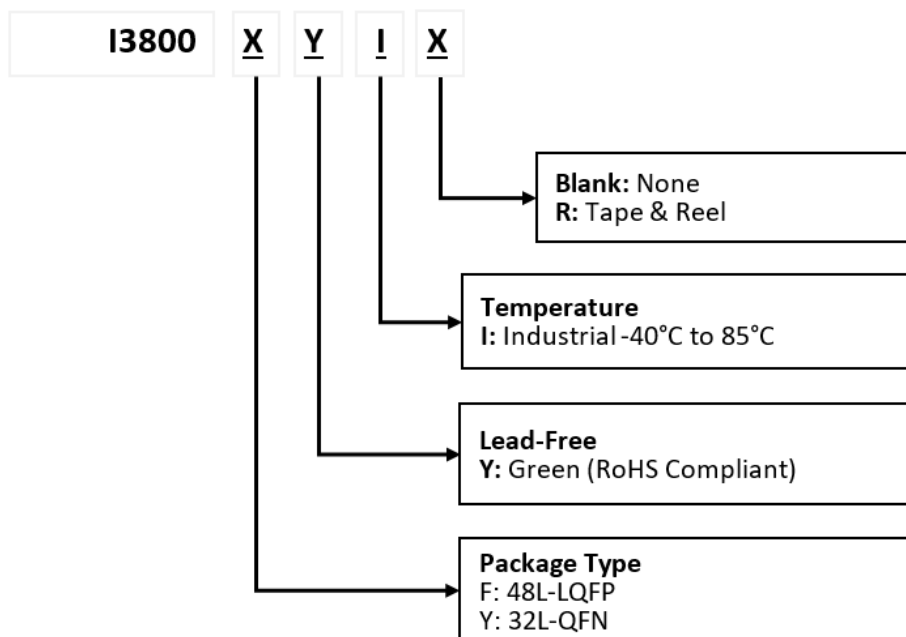 I3800 X Y I X
Blank: None
R: Tape & Reel
Temperature
I: Industrial -40°C to 85°C
Lead-Free
Y: Green (RoHS Compliant)
Package Type
F: 48L-LQFP
Y: 32L-QFN